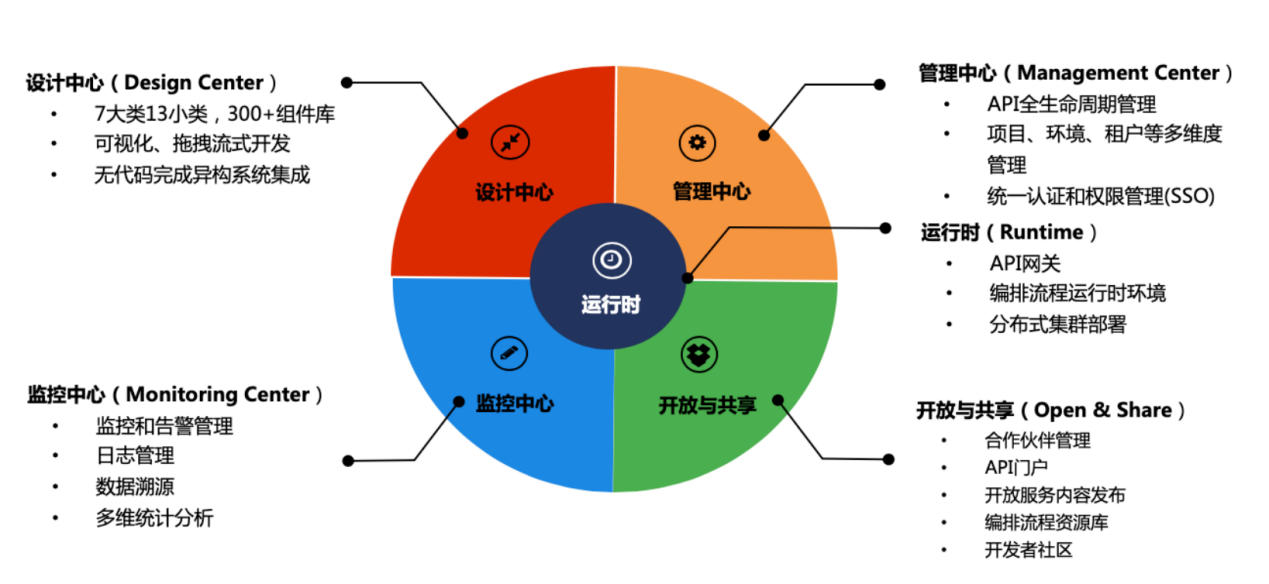 设计中心（Design Center）
• 7大类13小类，300+组件库
• 可视化、拖拽流式开发
• 无代码完成异构系统集成
管理中心（Management Center）
• API全生命周期管理
• 项目、环境、租户等多维度
管理
• 统一认证和权限管理(SSO)
运行时（Runtime）
• API网关
• 编排流程运行时环境
• 分布式集群部署
设计中心
管理中心
运行时
监控中心
开放与共享
监控中心（Monitoring Center）
• 监控和告警管理
• 日志管理
• 数据溯源
• 多维统计分析
开放与共享（Open & Share）
• 合作伙伴管理
• API门户
• 开放服务内容发布
• 编排流程资源库
• 开发者社区